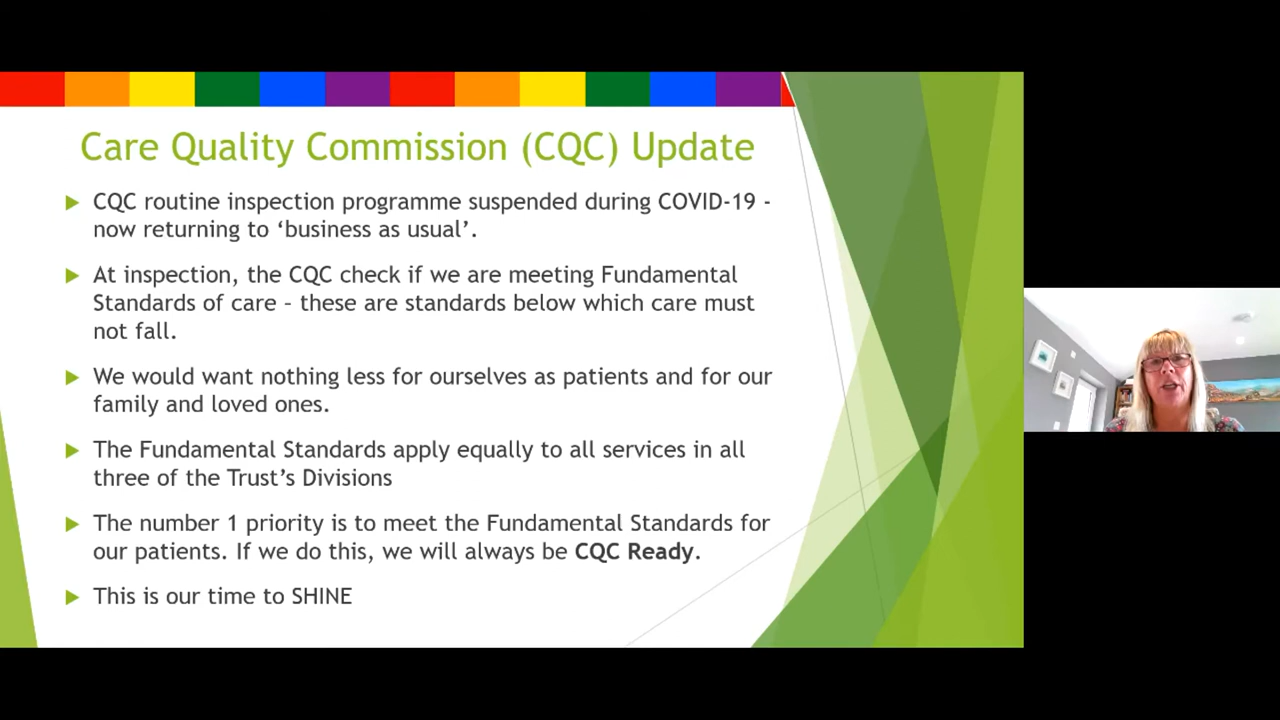 Care Quality Commission (CQC) Update
CQC routine inspection programme suspended during COVID-19 -
now returning to ‘business as usual’.
At inspection, the CQC check if we are meeting Fundamental
Standards of care – these are standards below which care must
not fall.
We would want nothing less for ourselves as patients and for our
family and loved ones.
The Fundamental Standards apply equally to all services in all
three of the Trust’s Divisions
The number 1 priority is to meet the Fundamental Standards for
our patients. If we do this, we will always be CQC Ready.
This is our time to SHINE